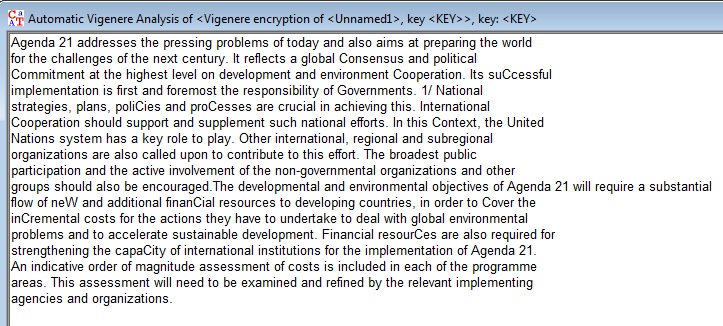 Automatic Vigenere Analysis of <Vigenere encryption of <Unnamed1>, key <KEY>>, key: <KEY>
Agenda 21 addresses the pressing problems of today and also aims at preparing the world
for the challenges of the next century. It reflects a global Consensus and political
Commitment at the highest level on development and environment Cooperation. Its suCcessful
implementation is first and foremost the responsibility of Governments. 1/ National
strategies, plans, poliCies and proCesses are crucial in achieving this. International
Cooperation should support and supplement such national efforts. In this Context, the United
Nations system has a key role to play. Other international, regional and subregional
organizations are also called upon to contribute to this effort. The broadest public
participation and the active involvement of the non-governmental organizations and other
groups should also be encouraged.The developmental and environmental objectives of Agenda 21 will require a substantial
flow of neW and additional finanCial resources to developing countries, in order to Cover the
inCremental costs for the actions they have to undertake to deal with global environmental
problems and to accelerate sustainable development. Financial resourCes are also required for
strengthening the capaCity of international institutions for the implementation of Agenda 21.
An indicative order of magnitude assessment of costs is included in each of the programme
areas. This assessment will need to be examined and refined by the relevant implementing
agencies and organizations.